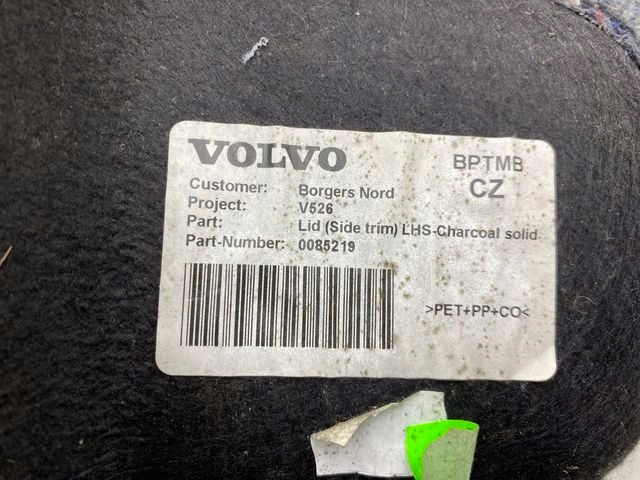 VOLVO
BPTMB
CZ
Customer: Borgers Nord
Project: V526
Part: Lid (Side trim) LHS-Charcoal solid
Part-Number: 0085219
>PET+PP+CO<